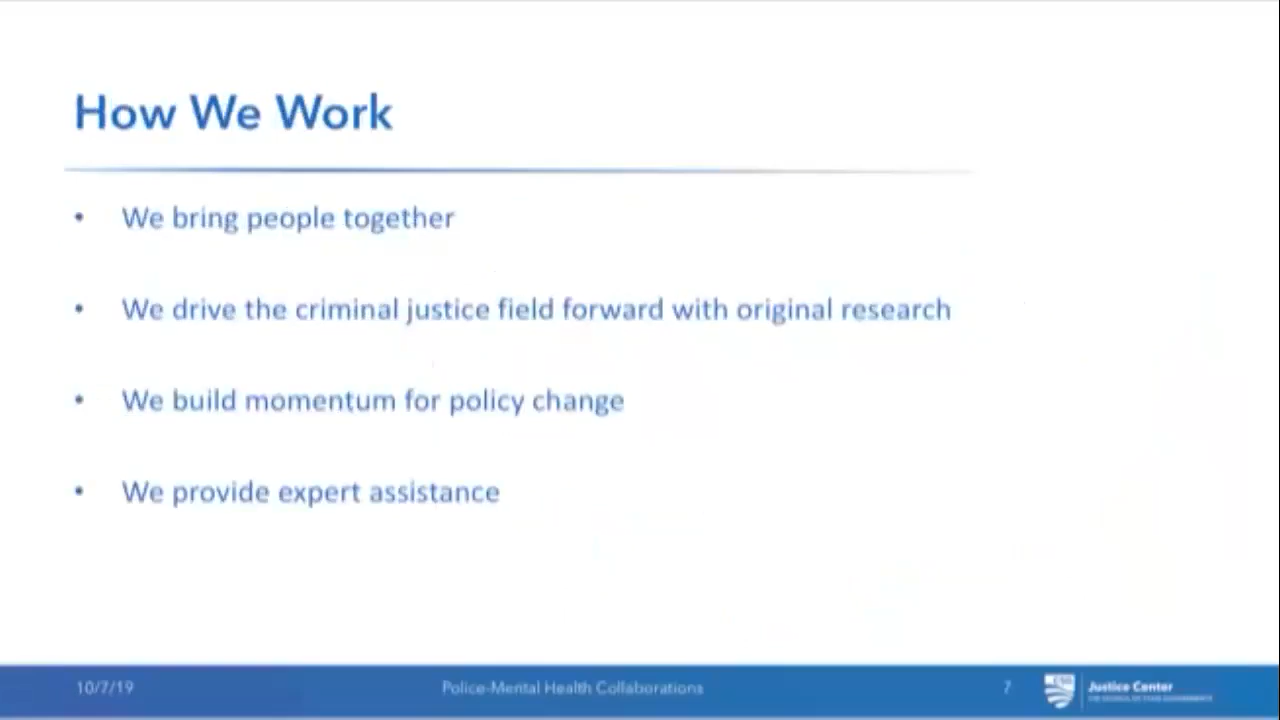 How We Work
• We bring people together
• We drive the criminal justice field forward with original research
• We build momentum for policy change
• We provide expert assistance
10/7/19
Police-Mental Health Collaborations
7
Justice Center